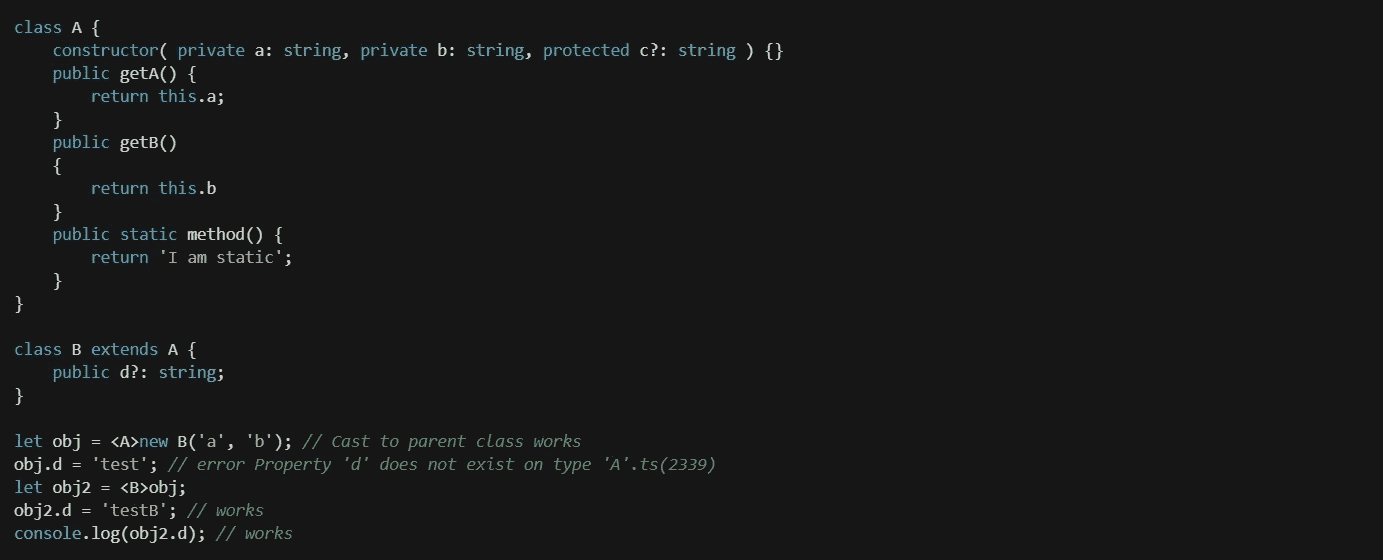 class A {
    constructor( private a: string, private b: string, protected c?: string ) {}
    public getA() {
        return this.a;
    }
    public getB()
    {
        return this.b
    }
    public static method() {
        return 'I am static';
    }
}

class B extends A {
    public d?: string;
}

let obj = <A>new B('a', 'b'); // Cast to parent class works
obj.d = 'test'; // error Property 'd' does not exist on type 'A'.ts(2339)
let obj2 = <B>obj;
obj2.d = 'testB'; // works
console.log(obj2.d); // works